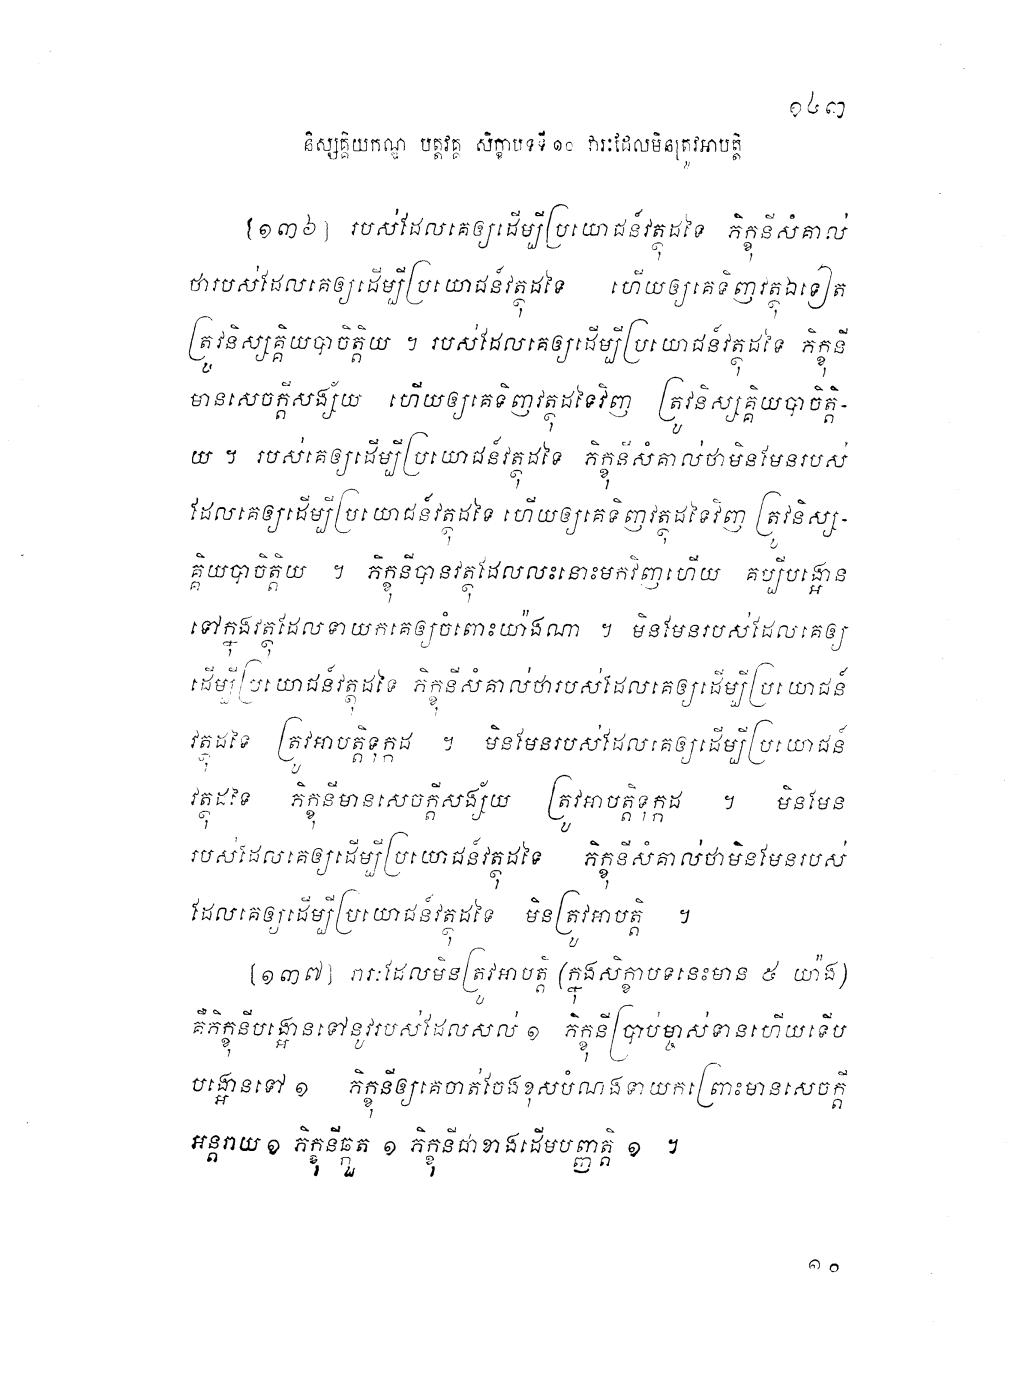 ១៤៣
និស្សគ្គិយកណ្ឌ បត្តវគ្គ សិក្ខាបទទី ១០ វារៈដែលមិនត្រូវអាបត្តិ
[១៣៦] របស់ដែលគេឲ្យដើម្បីប្រយោជន៍វត្ថុដទៃ ភិក្ខុនីសំគាល់
ថារបស់ដែលគេឲ្យដើម្បីប្រយោជន៍វត្ថុដទៃ ហើយឲ្យគេទិញវត្ថុឯទៀត
ត្រូវនិស្សគ្គិយបាចិត្តិយ ។ របស់ដែលគេឲ្យដើម្បីប្រយោជន៍វត្ថុដទៃ ភិក្ខុនី
មានសេចក្តីសង្ស័យ ហើយឲ្យគេទិញវត្ថុដទៃវិញ ត្រូវនិស្សគ្គិយបាចិត្តិ-
យ ។ របស់គេឲ្យដើម្បីប្រយោជន៍វត្ថុដទៃ ភិក្ខុនីសំគាល់ថាមិនមែនរបស់
ដែលគេឲ្យដើម្បីប្រយោជន៍វត្ថុដទៃ ហើយឲ្យគេទិញវត្ថុដទៃវិញ ត្រូវនិស្ស-
គ្គិយបាចិត្តិយ ។ ភិក្ខុនីបានវត្ថុដែលលះនោះមកវិញហើយ គប្បីបង្អោន
ទៅក្នុងវត្ថុដែលទាយកគេឲ្យចំពោះយ៉ាងណា ។ មិនមែនរបស់ដែលគេឲ្យ
ដើម្បីប្រយោជន៍វត្ថុដទៃ ភិក្ខុនីសំគាល់ថារបស់ដែលគេឲ្យដើម្បីប្រយោជន៍
វត្ថុដទៃ ត្រូវអាបត្តិទុក្កដ ។ មិនមែនរបស់ដែលគេឲ្យដើម្បីប្រយោជន៍
វត្ថុដទៃ ភិក្ខុនីមានសេចក្តីសង្ស័យ ត្រូវអាបត្តិទុក្កដ ។ មិនមែន
របស់ដែលគេឲ្យដើម្បីប្រយោជន៍វត្ថុដទៃ ភិក្ខុនីសំគាល់ថាមិនមែនរបស់
ដែលគេឲ្យដើម្បីប្រយោជន៍វត្ថុដទៃ មិនត្រូវអាបត្តិ ។
[១៣៧] វារៈដែលមិនត្រូវអាបត្តិ (ក្នុងសិក្ខាបទនេះមាន ៥ យ៉ាង)
គឺភិក្ខុនីបង្អោនទៅនូវរបស់ដែលសល់ ១ ភិក្ខុនីប្រាប់ម្ចាស់ទានហើយទើប
បង្អោនទៅ ១ ភិក្ខុនីឲ្យគេចាត់ចែងខុសបំណងទាយកព្រោះមានសេចក្តី
អន្តរាយ ១ ភិក្ខុនីឆ្កួត ១ ភិក្ខុនីជាខាងដើមបញ្ញត្តិ ១ ។
១០